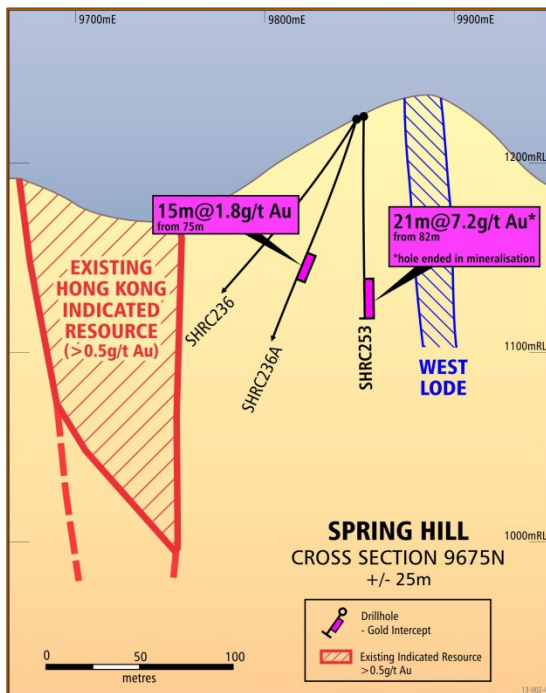 9700mE
9800mE
9900mE
1200mRL
15m@1.8g/t Au
from 75m
21m@7.2g/t Au*
from 82m
*hole ended in mineralisation
EXISTING
HONG KONG
INDICATED
RESOURCE
(>0.5g/t Au)
SHRC236
SHRC236A
SHRC253
WEST
LODE
1100mRL
1000mRL
SPRING HILL
CROSS SECTION 9675N
+/- 25m
Drillhole
- Gold Intercept
Existing Indicated Resource
>0.5g/t Au
0
50
100
metres